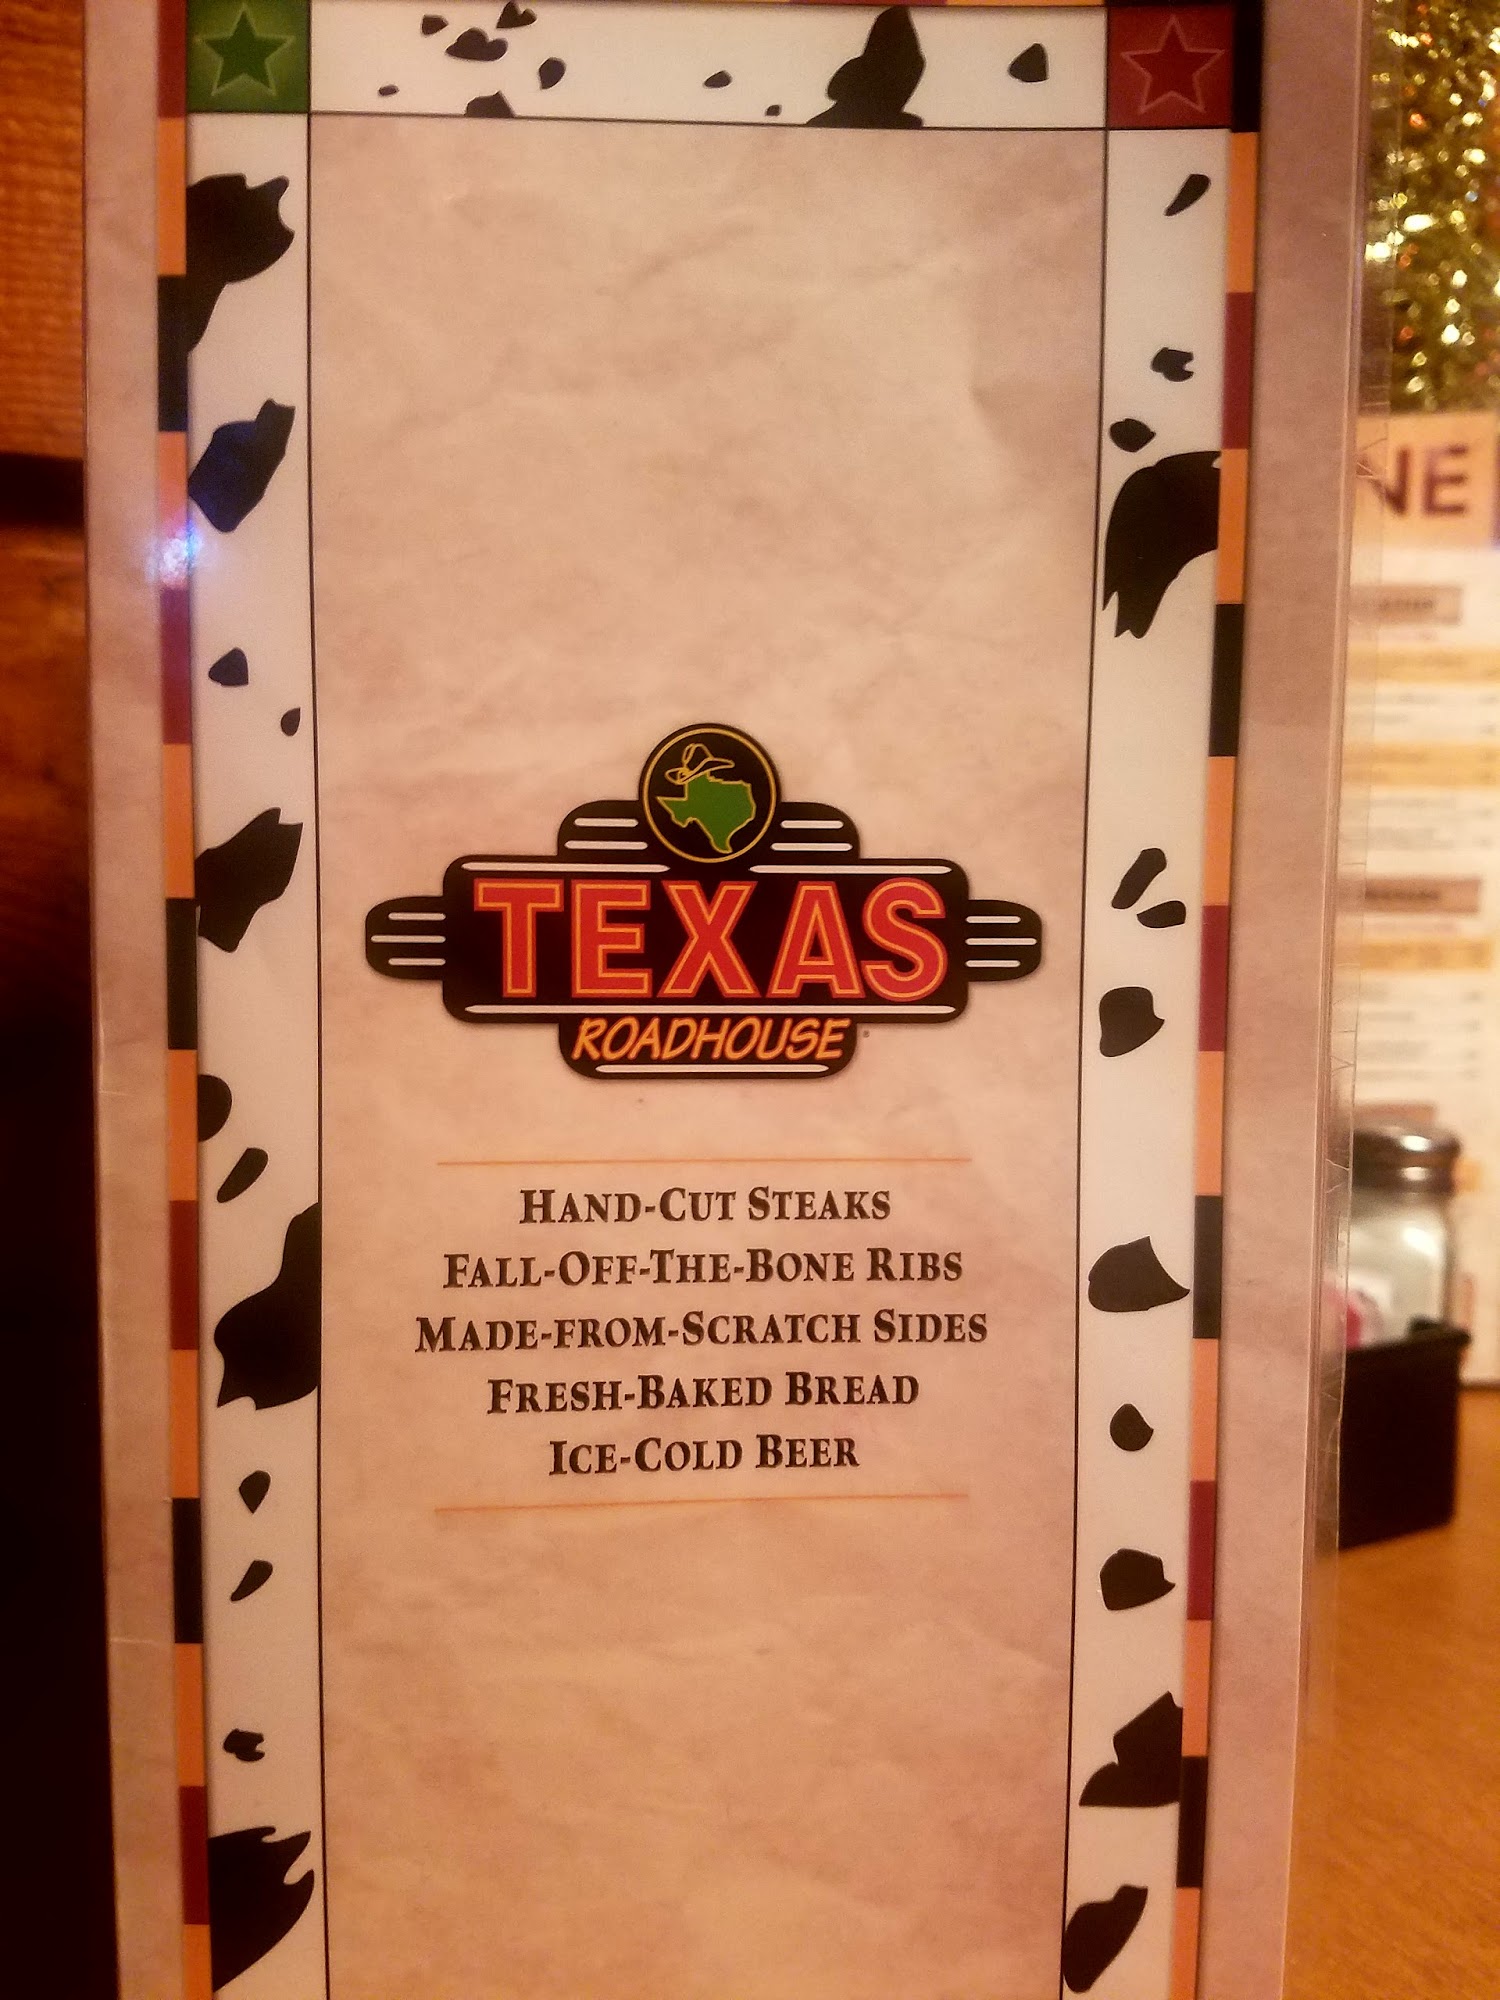 TEXAS
ROADHOUSE
HAND-CUT STEAKS
FALL-OFF-THE-BONE RIBS
MADE-FROM-SCRATCH SIDES
FRESH-BAKED BREAD
ICE-COLD BEER
NE